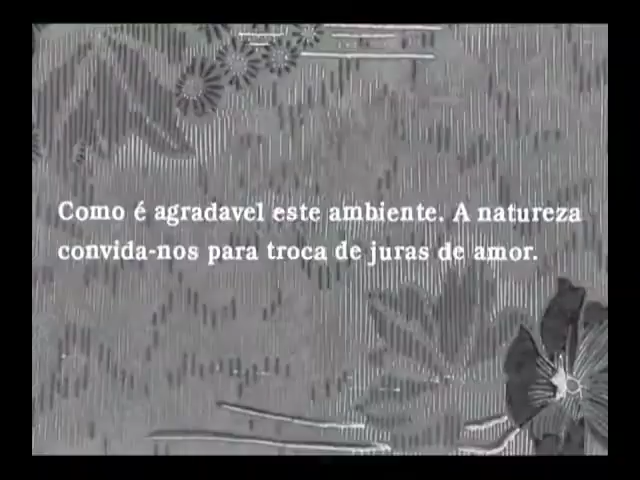 Como é agradavel este ambiente. A natureza
convida-nos para troca de juras de amor.